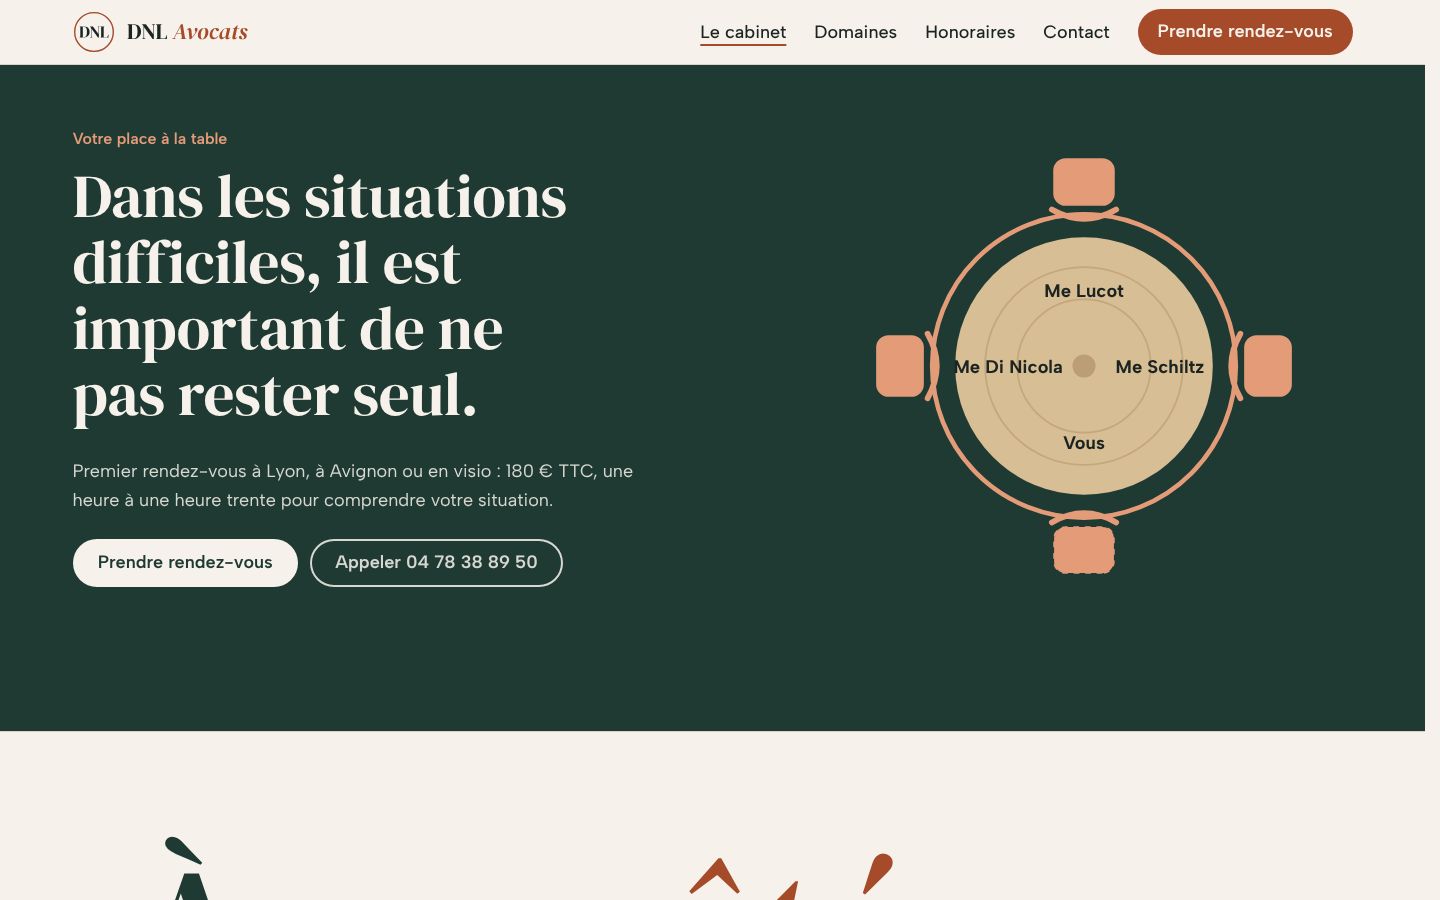 DNL
DNL Avocats
Le cabinet
Domaines
Honoraires
Contact
Prendre rendez-vous
Votre place à la table
Dans les situations
difficiles, il est
important de ne
pas rester seul.
Premier rendez-vous à Lyon, à Avignon ou en visio : 180 € TTC, une
heure à une heure trente pour comprendre votre situation.
Prendre rendez-vous
Appeler 04 78 38 89 50
Me Lucot
Me Di Nicola
Me Schiltz
Vous